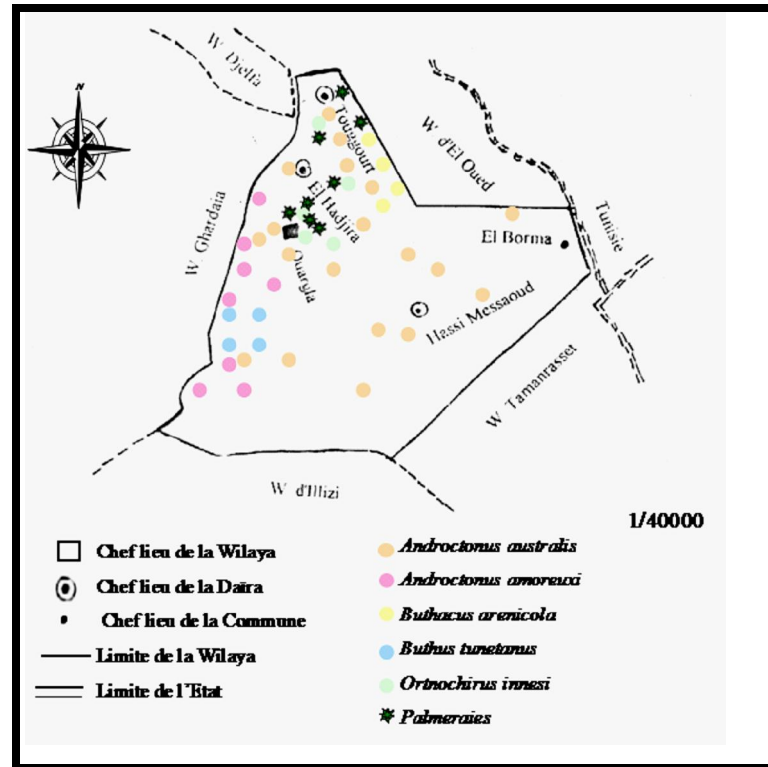 N
W. Djelfa
Touggourt
W. d'El Oued
El Hadjira
W. Ghardaia
Tunisie
El Borma
Ouargla
Hassi Messaoud
W. Tamanrasset
W. d'Illizi
1/40000
Chef lieu de la Wilaya
Chef lieu de la Daïra
Chef lieu de la Commune
Limite de la Wilaya
Limite de l'Etat
Androctonus australis
Androctonus amoreuxi
Buthacus arenicola
Buthus tunetanus
Ortnochirus innesi
Palmeraies